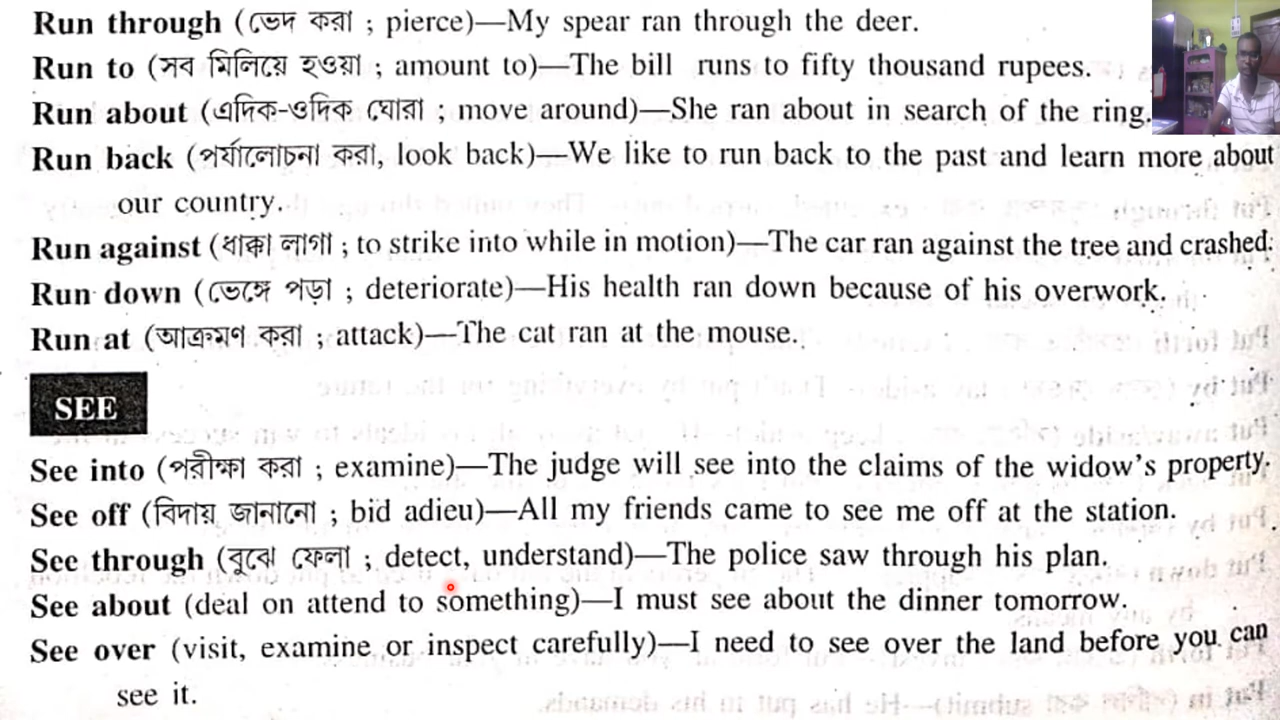 Run through (ভেদ করা ; pierce)—My spear ran through the deer.
Run to (সব মিলিয়ে হওয়া ; amount to)—The bill runs to fifty thousand rupees.
Run about (এদিক-ওদিক ঘোরা ; move around)—She ran about in search of the ring.
Run back (পর্যালোচনা করা, look back)—We like to run back to the past and learn more about
our country.
Run against (ধাক্কা লাগা ; to strike into while in motion)—The car ran against the tree and crashed.
Run down (ভেঙ্গে পড়া ; deteriorate)—His health ran down because of his overwork.
Run at (আক্রমণ করা ; attack)—The cat ran at the mouse.
SEE
See into (পরীক্ষা করা ; examine)—The judge will see into the claims of the widow's property.
See off (বিদায় জানানো ; bid adieu)—All my friends came to see me off at the station.
See through (বুঝে ফেলা ; detect, understand)—The police saw through his plan.
See about (deal on attend to something)—I must see about the dinner tomorrow.
See over (visit, examine or inspect carefully)—I need to see over the land before you can
see it.